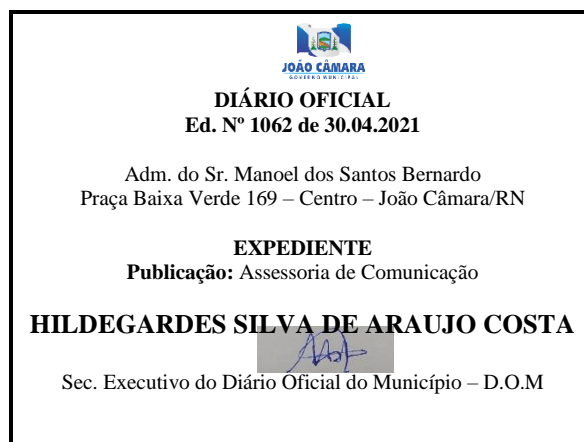 JOÃO CÂMARA
GOVERNO MUNICIPAL
DIÁRIO OFICIAL
Ed. Nº 1062 de 30.04.2021
Adm. do Sr. Manoel dos Santos Bernardo
Praça Baixa Verde 169 – Centro – João Câmara/RN
EXPEDIENTE
Publicação: Assessoria de Comunicação
HILDEGARDES SILVA DE ARAUJO COSTA
Sec. Executivo do Diário Oficial do Município – D.O.M